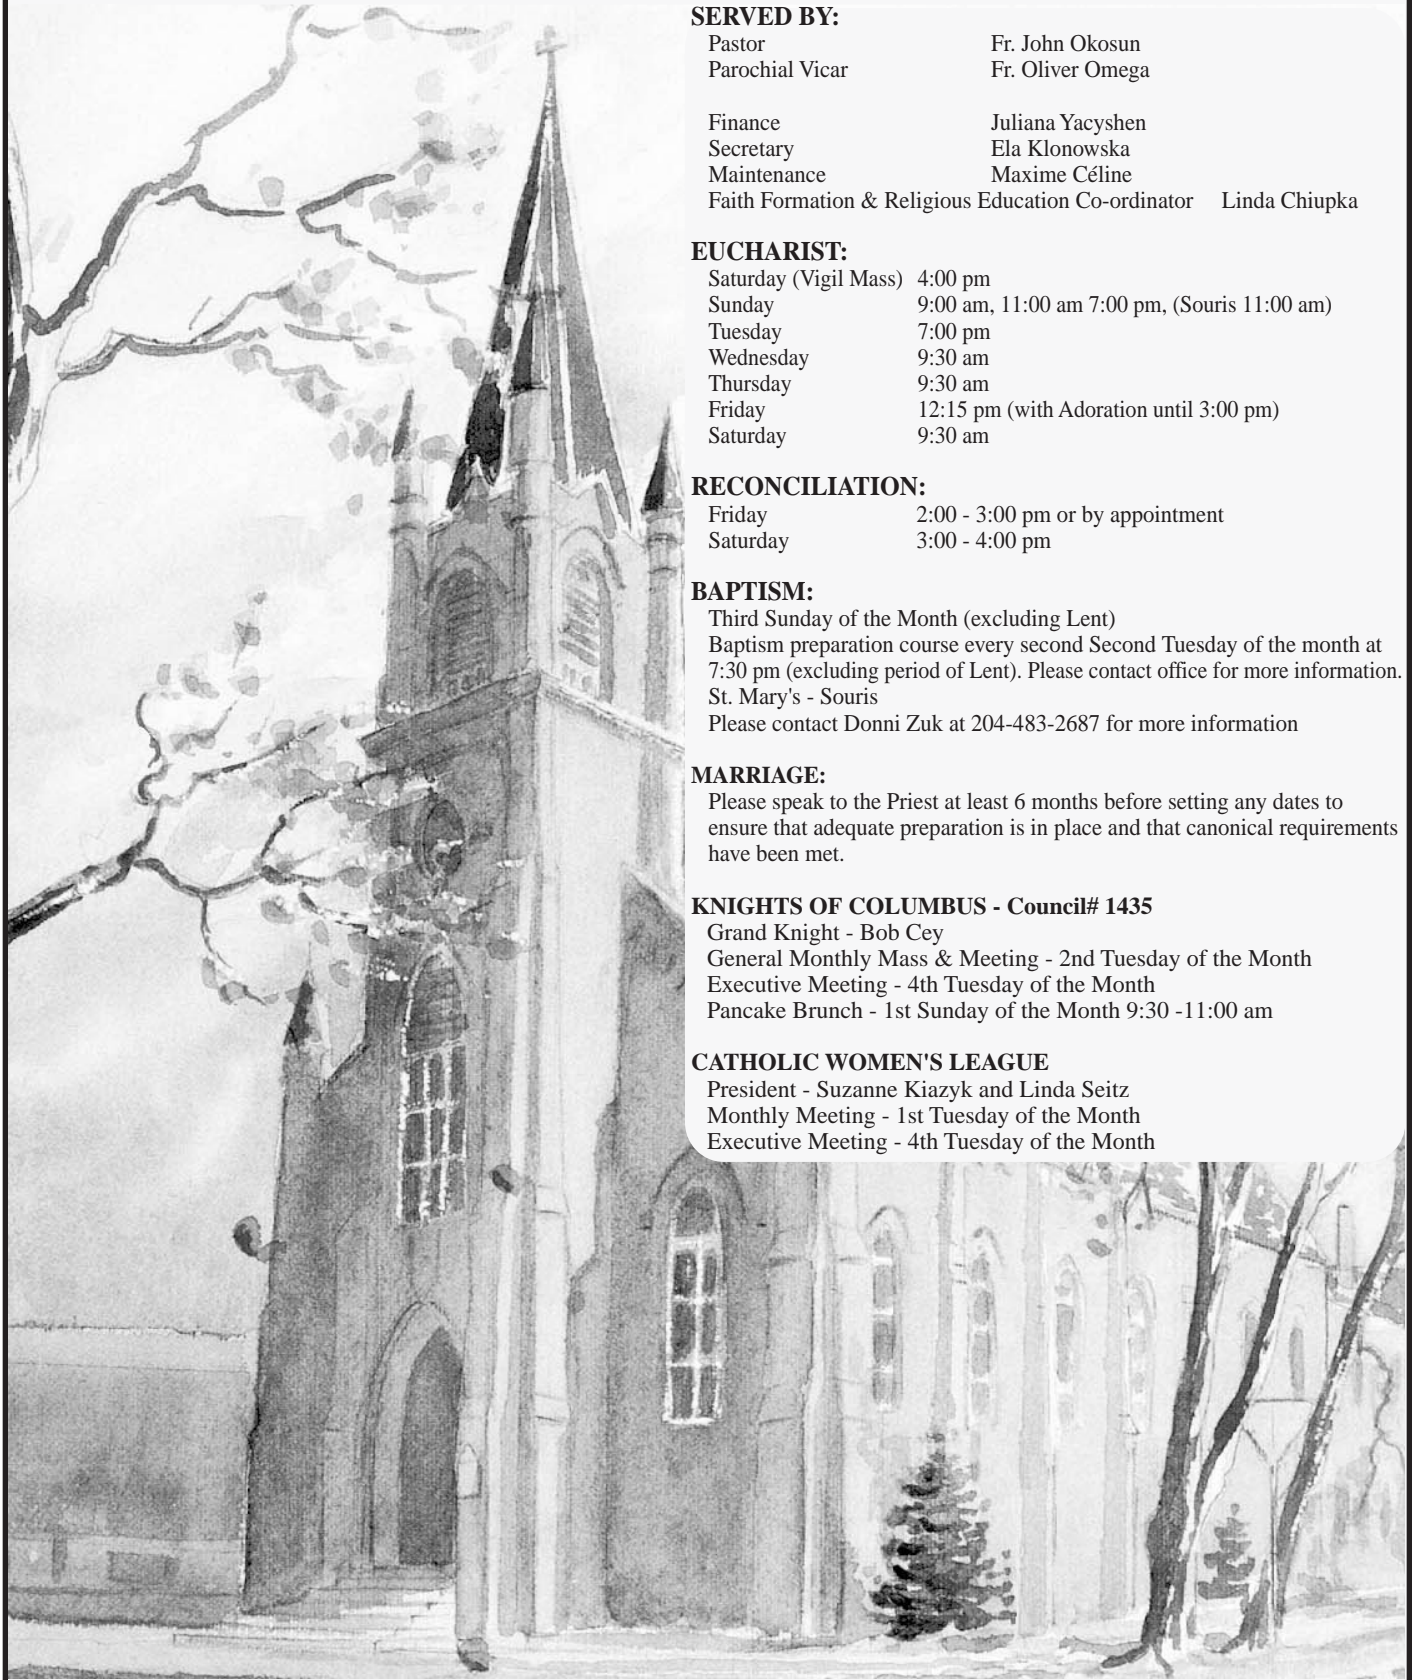 SERVED BY:
Pastor Fr. John Okosun
Parochial Vicar Fr. Oliver Omega
Finance Juliana Yacyshen
Secretary Ela Klonowska
Maintenance Maxime Céline
Faith Formation & Religious Education Co-ordinator Linda Chiupka
EUCHARIST:
Saturday (Vigil Mass) 4:00 pm
Sunday 9:00 am, 11:00 am 7:00 pm, (Souris 11:00 am)
Tuesday 7:00 pm
Wednesday 9:30 am
Thursday 9:30 am
Friday 12:15 pm (with Adoration until 3:00 pm)
Saturday 9:30 am
RECONCILIATION:
Friday 2:00 - 3:00 pm or by appointment
Saturday 3:00 - 4:00 pm
BAPTISM:
Third Sunday of the Month (excluding Lent)
Baptism preparation course every second Second Tuesday of the month at
7:30 pm (excluding period of Lent). Please contact office for more information.
St. Mary's - Souris
Please contact Donni Zuk at 204-483-2687 for more information
MARRIAGE:
Please speak to the Priest at least 6 months before setting any dates to
ensure that adequate preparation is in place and that canonical requirements
have been met.
KNIGHTS OF COLUMBUS - Council# 1435
Grand Knight - Bob Cey
General Monthly Mass & Meeting - 2nd Tuesday of the Month
Executive Meeting - 4th Tuesday of the Month
Pancake Brunch - 1st Sunday of the Month 9:30 -11:00 am
CATHOLIC WOMEN'S LEAGUE
President - Suzanne Kiazyk and Linda Seitz
Monthly Meeting - 1st Tuesday of the Month
Executive Meeting - 4th Tuesday of the Month